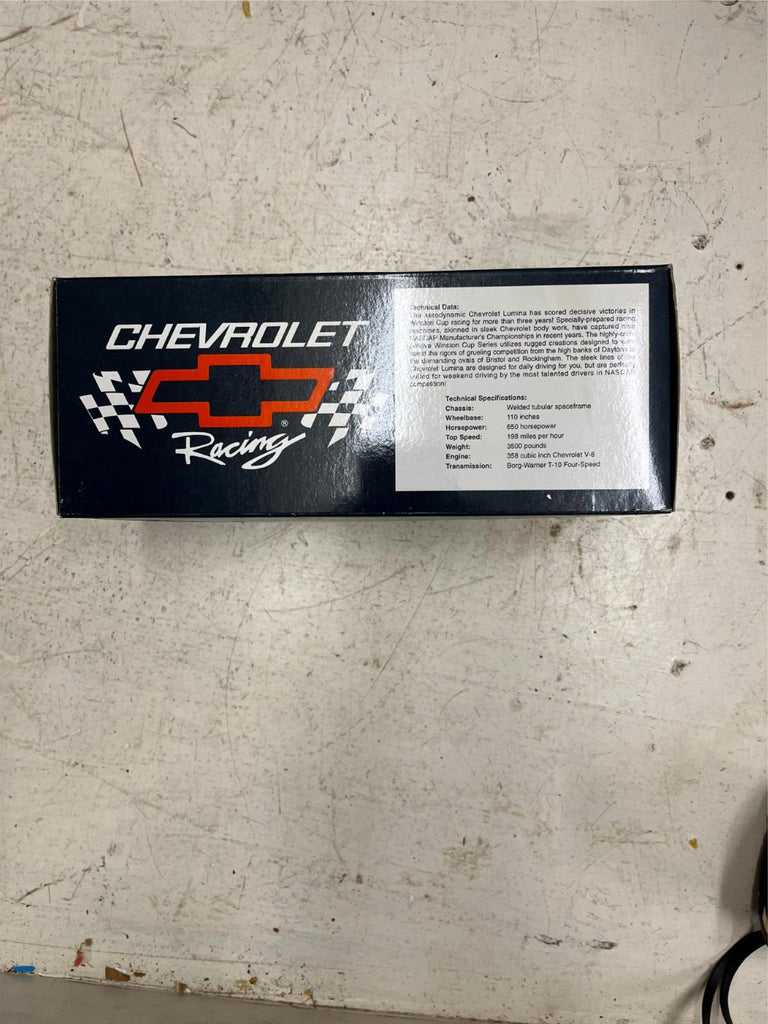 CHEVROLET
®
Racing
Technical Data:
The aerodynamic Chevrolet Lumina has scored decisive victories in
Winston Cup racing for more than three years! Specially-prepared racing
machines, skinned in sleek Chevrolet body work, have captured nine
NASCAR Manufacturer's Championships in recent years. The highly-com-
petitive Winston Cup Series utilizes rugged creations designed to with-
stand the rigors of grueling competition from the high banks of Daytona to
the demanding ovals of Bristol and Rockingham. The sleek lines of the
Chevrolet Lumina are designed for daily driving for you, but are perfectly
suited for weekend driving by the most talented drivers in NASCAR
competition!
Technical Specifications:
Chassis: Welded tubular spaceframe
Wheelbase: 110 inches
Horsepower: 650 horsepower
Top Speed: 198 miles per hour
Weight: 3500 pounds
Engine: 358 cubic inch Chevrolet V-8
Transmission: Borg-Warner T-10 Four-Speed